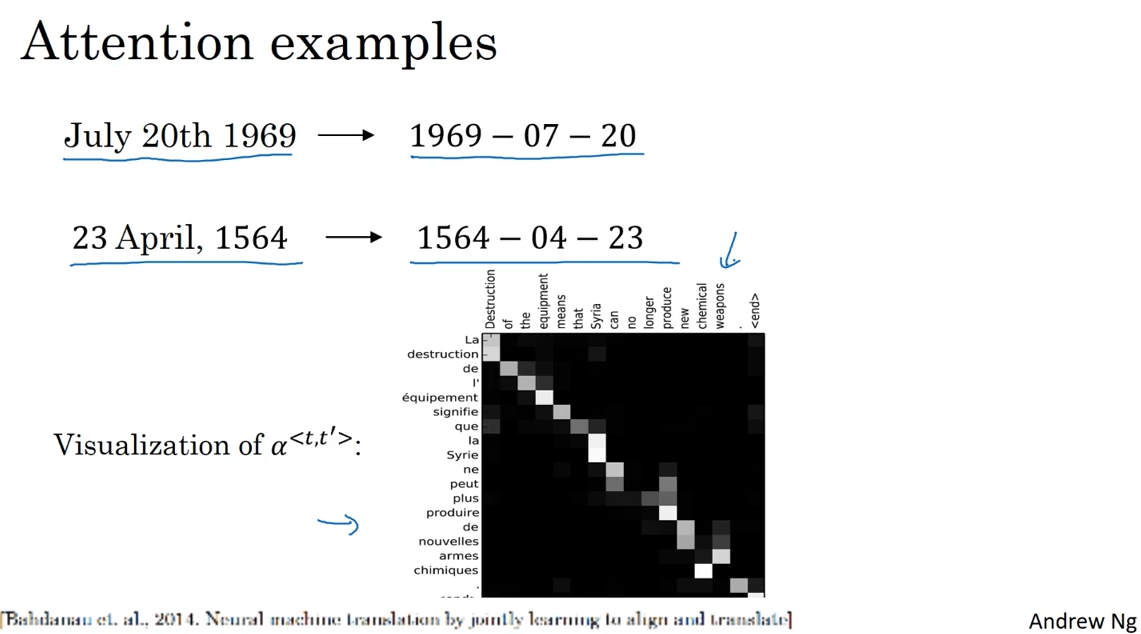 Attention examples
July 20th 1969 → 1969 − 07 − 20
23 April, 1564 → 1564 − 04 − 23
Destruction
of
the
equipment
means
that
Syria
can
no
longer
produce
new
chemical
weapons
.
<end>
La
destruction
de
l'
équipement
signifie
que
la
Syrie
ne
peut
plus
produire
de
nouvelles
armes
chimiques
.
Visualization of α<t,t′>:
[Bahdanau et. al., 2014. Neural machine translation by jointly learning to align and translate]
Andrew Ng